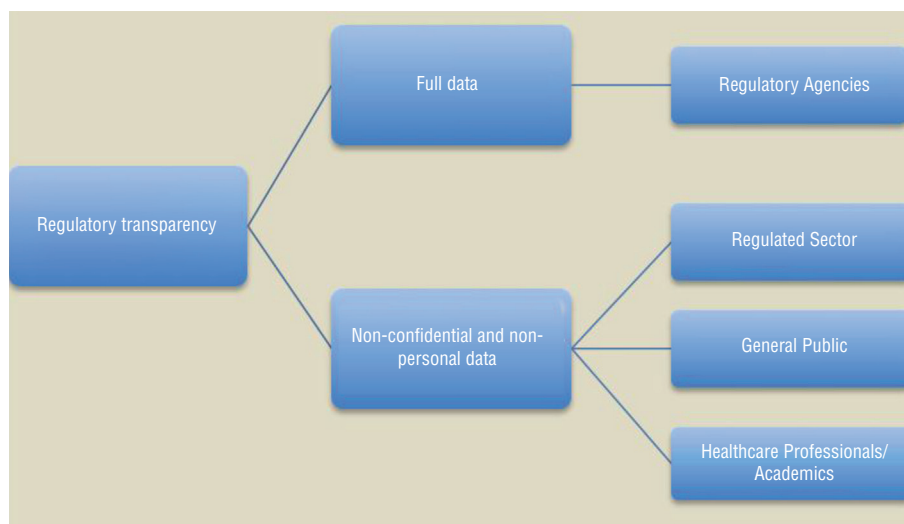 Full data
Regulatory Agencies
Regulatory transparency
Regulated Sector
Non-confidential and non-
personal data
General Public
Healthcare Professionals/
Academics